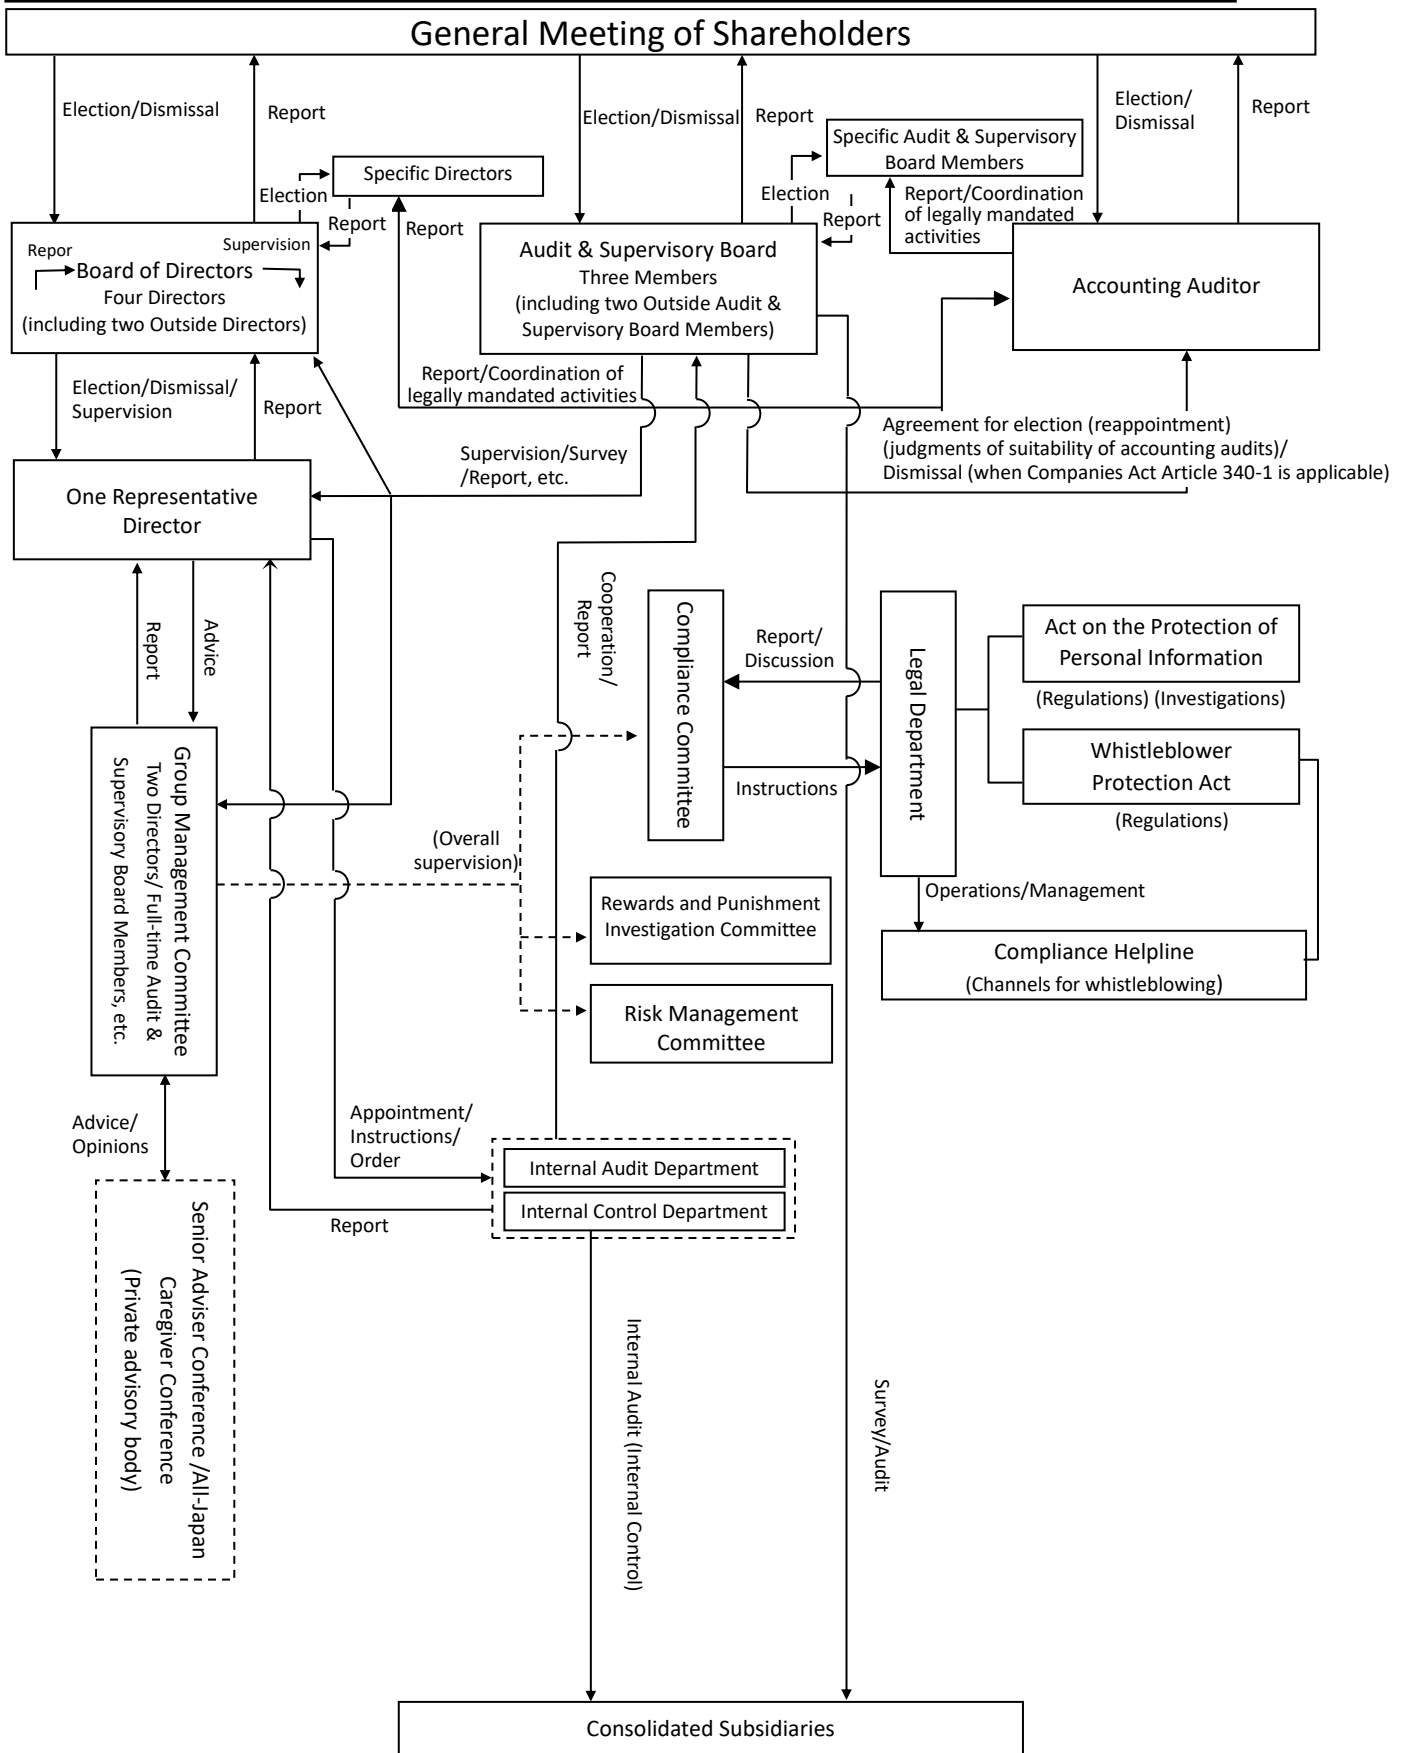 General Meeting of Shareholders
Election/Dismissal
Report
Election/Dismissal
Report
Election/
Dismissal
Report
Specific Directors
Specific Audit & Supervisory
Board Members
Election
Report
Report
Election
Report
Report/Coordination
of legally mandated
activities
Repor
Supervision
Board of Directors
Four Directors
(including two Outside Directors)
Audit & Supervisory Board
Three Members
(including two Outside Audit &
Supervisory Board Members)
Accounting Auditor
Election/Dismissal/
Supervision
Report
Report/Coordination of
legally mandated activities
Agreement for election (reappointment)
(judgments of suitability of accounting audits)/
Dismissal (when Companies Act Article 340-1 is applicable)
Supervision/Survey
/Report, etc.
One Representative
Director
Report
Advice
Cooperation/
Report
Compliance Committee
Report/
Discussion
Instructions
Legal Department
Act on the Protection of
Personal Information
(Regulations) (Investigations)
Whistleblower
Protection Act
(Regulations)
Group Management Committee
Two Directors/ Full-time Audit &
Supervisory Board Members, etc.
(Overall
supervision)
Rewards and Punishment
Investigation Committee
Operations/Management
Compliance Helpline
(Channels for whistleblowing)
Risk Management
Committee
Advice/
Opinions
Appointment/
Instructions/
Order
Internal Audit Department
Internal Control Department
Report
Senior Adviser Conference /All-Japan
Caregiver Conference
(Private advisory body)
Internal Audit (Internal Control)
Survey/Audit
Consolidated Subsidiaries